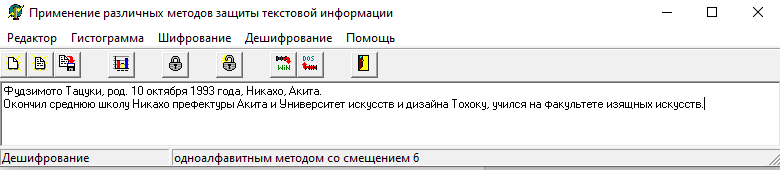 Применение различных методов защиты текстовой информации
Редактор Гистограмма Шифрование Дешифрование Помощь
WIN DOS
Фудзимото Тацуки, род. 10 октября 1993 года, Никахо, Акита.
Окончил среднюю школу Никахо префектуры Акита и Университет искусств и дизайна Тохоку, учился на факультете изящных искусств.
Дешифрование одноалфавитным методом со смещением 6